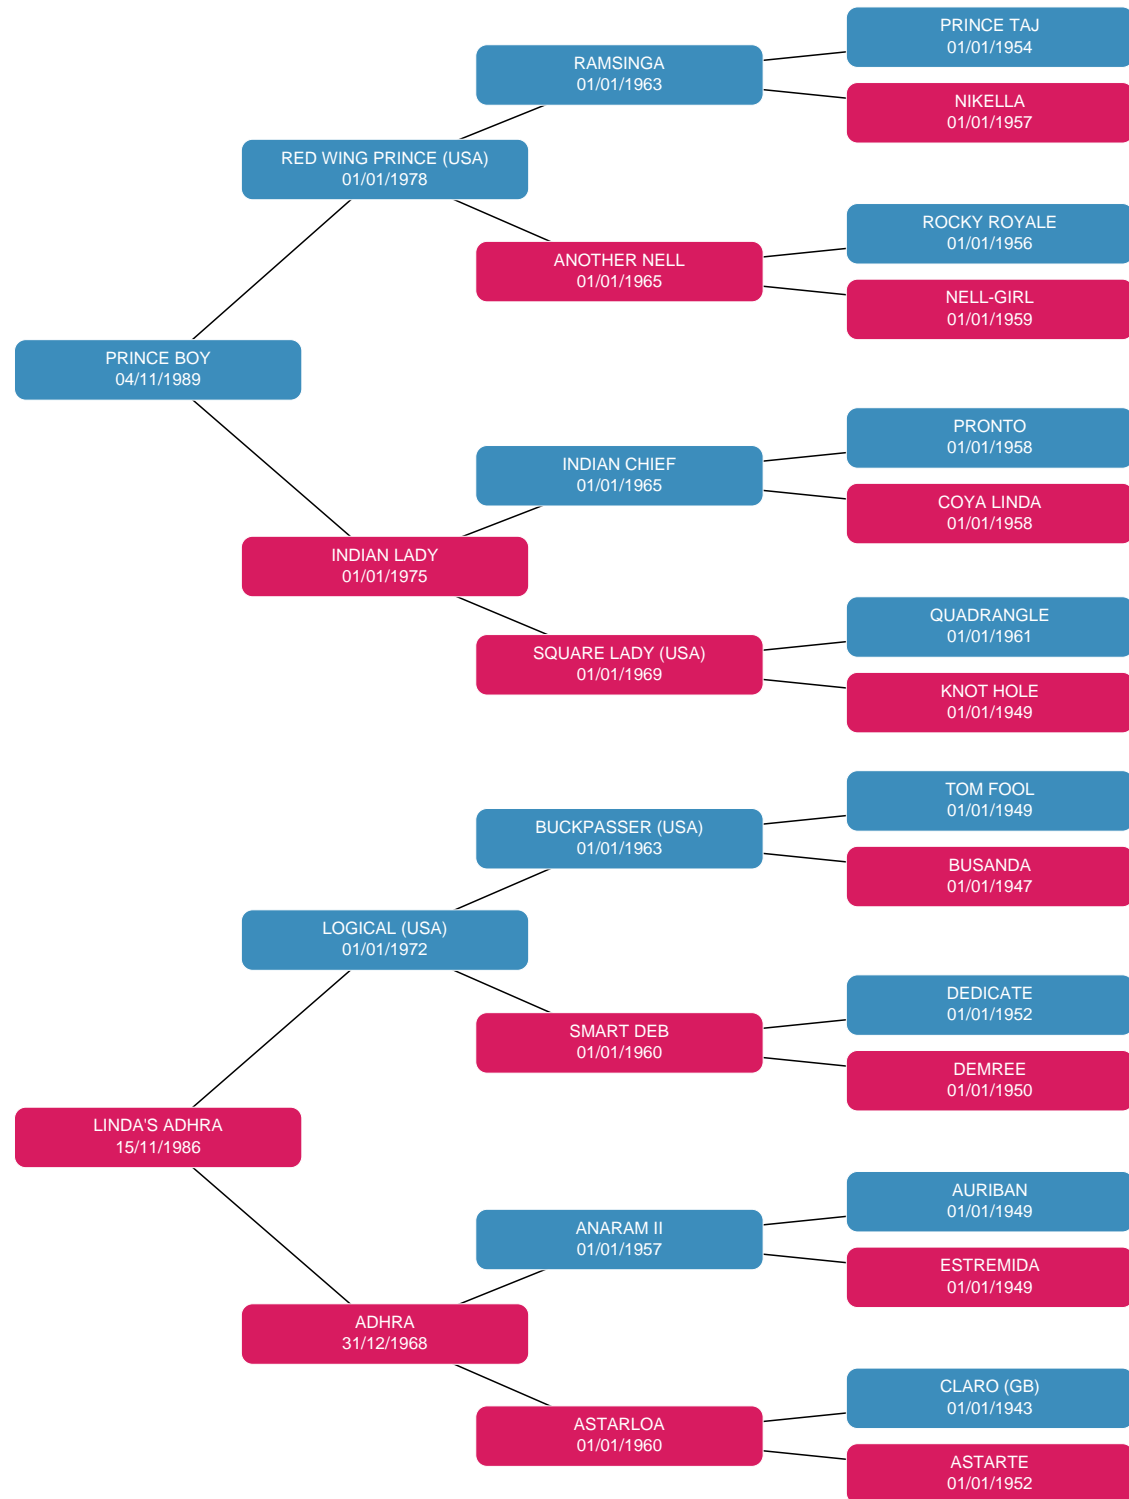 PRINCE TAJ
01/01/1954
RAMSINGA
01/01/1963
NIKELLA
01/01/1957
RED WING PRINCE (USA)
01/01/1978
ROCKY ROYALE
01/01/1956
ANOTHER NELL
01/01/1965
NELL-GIRL
01/01/1959
PRINCE BOY
04/11/1989
PRONTO
01/01/1958
INDIAN CHIEF
01/01/1965
COYA LINDA
01/01/1958
INDIAN LADY
01/01/1975
QUADRANGLE
01/01/1961
SQUARE LADY (USA)
01/01/1969
KNOT HOLE
01/01/1949
TOM FOOL
01/01/1949
BUCKPASSER (USA)
01/01/1963
BUSANDA
01/01/1947
LOGICAL (USA)
01/01/1972
DEDICATE
01/01/1952
SMART DEB
01/01/1960
DEMREE
01/01/1950
LINDA'S ADHRA
15/11/1986
AURIBAN
01/01/1949
ANARAM II
01/01/1957
ESTREMIDA
01/01/1949
ADHRA
31/12/1968
CLARO (GB)
01/01/1943
ASTARLOA
01/01/1960
ASTARTE
01/01/1952